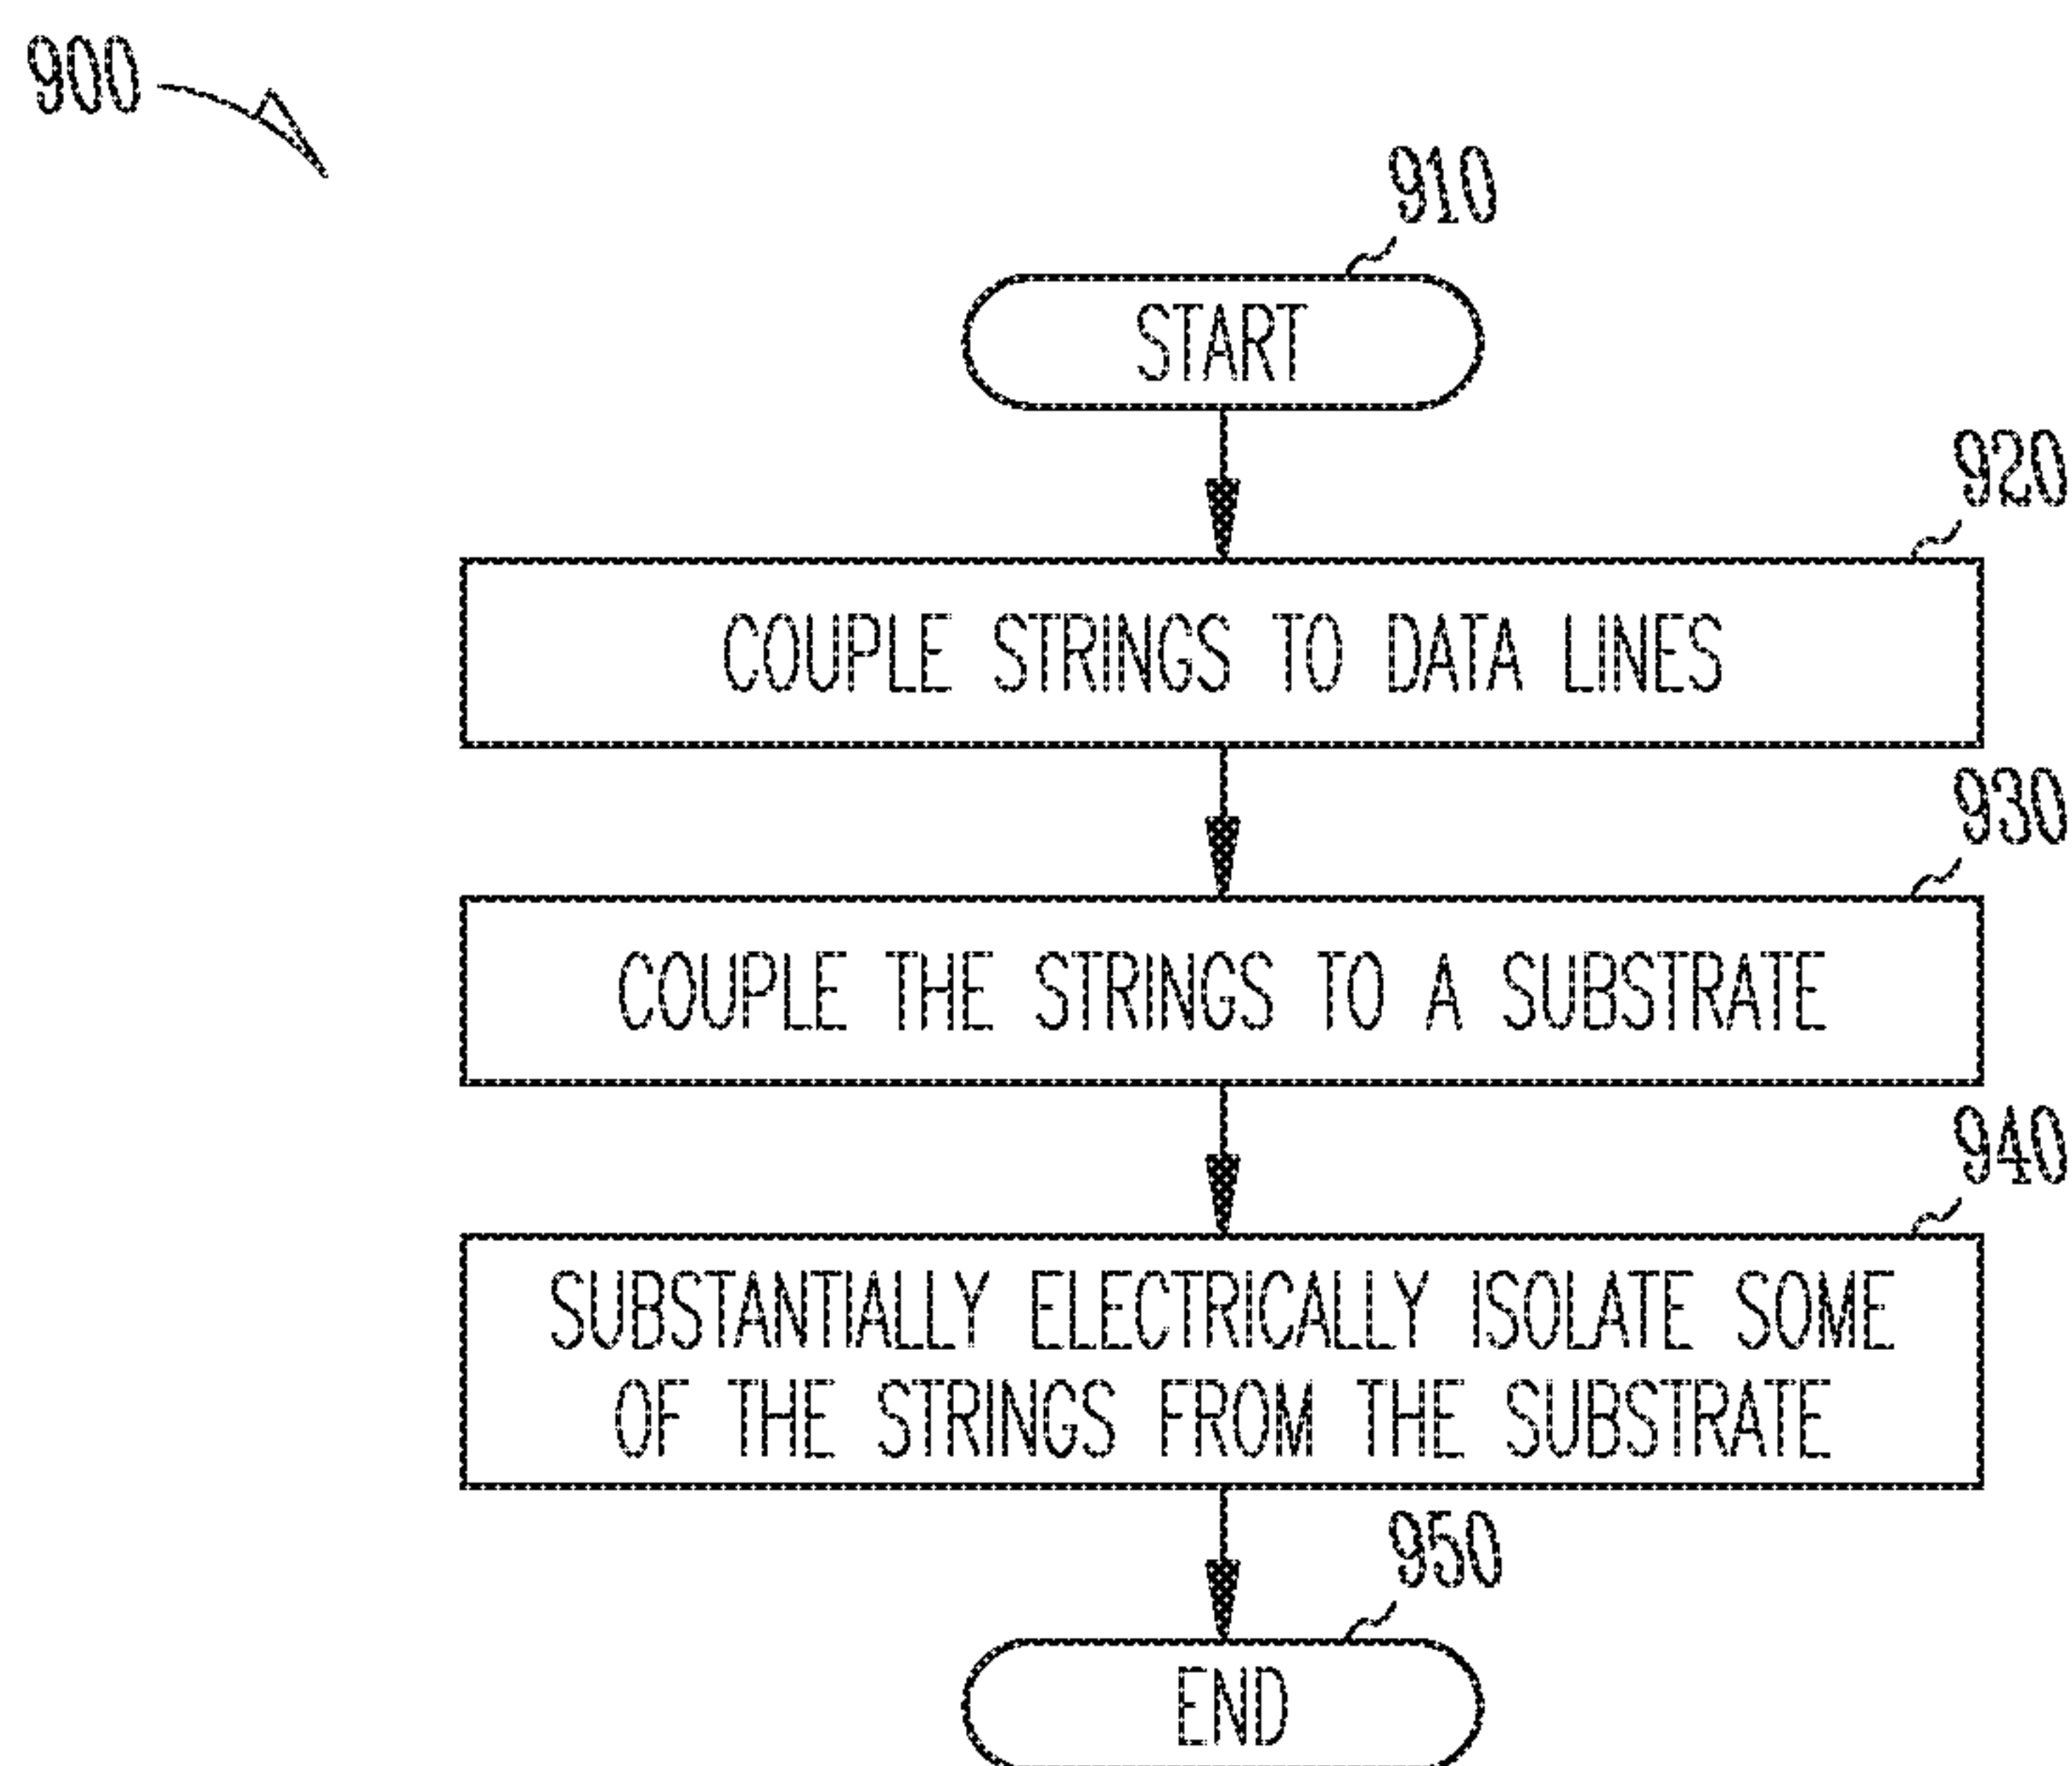 900
910
START
920
COUPLE STRINGS TO DATA LINES
930
COUPLE THE STRINGS TO A SUBSTRATE
940
SUBSTANTIALLY ELECTRICALLY ISOLATE SOME
OF THE STRINGS FROM THE SUBSTRATE
950
END